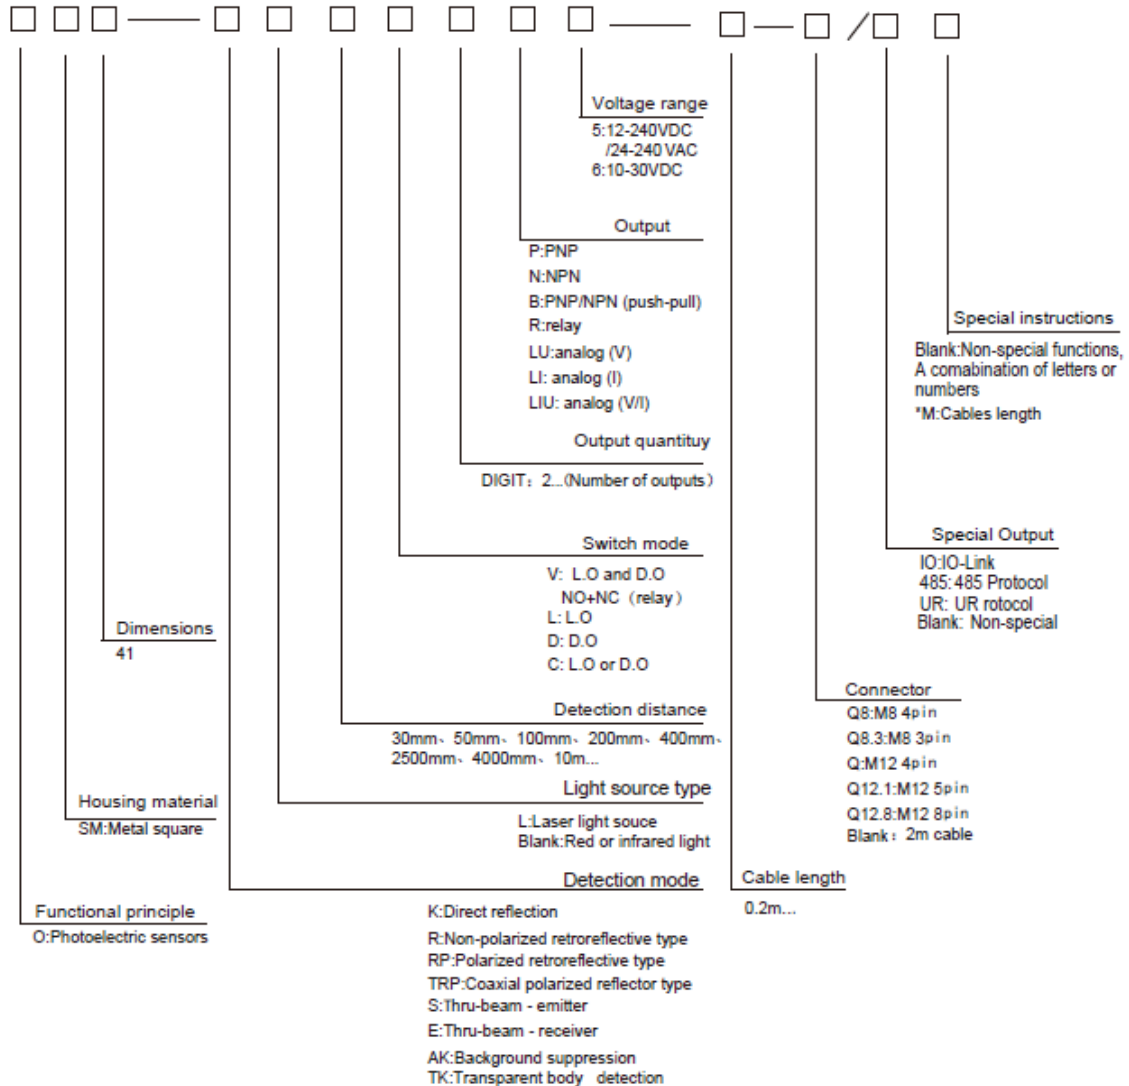 Voltage range
5:12-240VDC
/24-240 VAC
6:10-30VDC
Output
P:PNP
N:NPN
B:PNP/NPN (push-pull)
R:relay
LU:analog (V)
LI: analog (I)
LIU: analog (V/I)
Special instructions
Blank:Non-special functions,
A comabination of letters or
numbers
*M:Cables length
Output quantituy
DIGIT：2...(Number of outputs)
Special Output
IO:IO-Link
485:485 Protocol
UR: UR rotocol
Blank: Non-special
Switch mode
V: L.O and D.O
NO+NC（relay）
L: L.O
D: D.O
C: L.O or D.O
Dimensions
41
Connector
Q8:M8 4pin
Q8.3:M8 3pin
Q:M12 4pin
Q12.1:M12 5pin
Q12.8:M12 8pin
Blank：2m cable
Detection distance
30mm、50mm、100mm、200mm、400mm、
2500mm、4000mm、10m...
Light source type
L:Laser light souce
Blank:Red or infrared light
Housing material
SM:Metal square
Detection mode
K:Direct reflection
R:Non-polarized retroreflective type
RP:Polarized retroreflective type
TRP:Coaxial polarized reflector type
S:Thru-beam - emitter
E:Thru-beam - receiver
AK:Background suppression
TK:Transparent body detection
Cable length
0.2m...
Functional principle
O:Photoelectric sensors